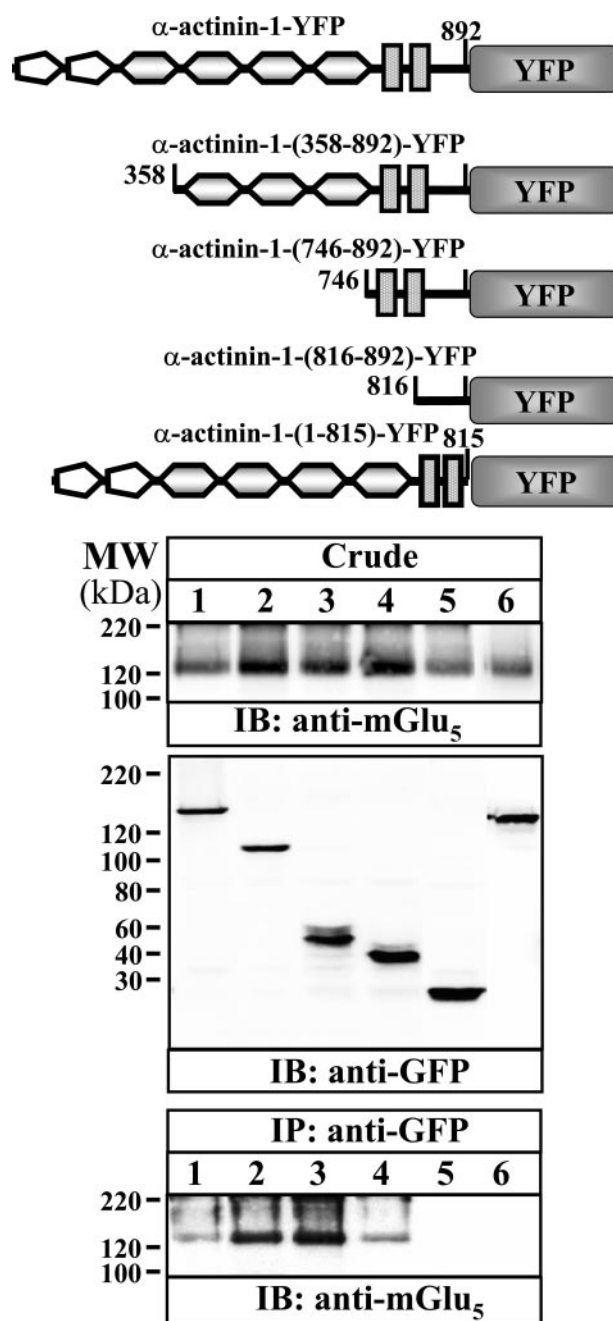 α-actinin-1-YFP
892
YFP
α-actinin-1-(358-892)-YFP
358
YFP
α-actinin-1-(746-892)-YFP
746
YFP
α-actinin-1-(816-892)-YFP
816
YFP
α-actinin-1-(1-815)-YFP
815
YFP
MW
(kDa)
Crude
1 2 3 4 5 6
220
120
100
IB: anti-mGlu5
220
120
100
80
60
40
30
IB: anti-GFP
IP: anti-GFP
1 2 3 4 5 6
220
120
100
IB: anti-mGlu5